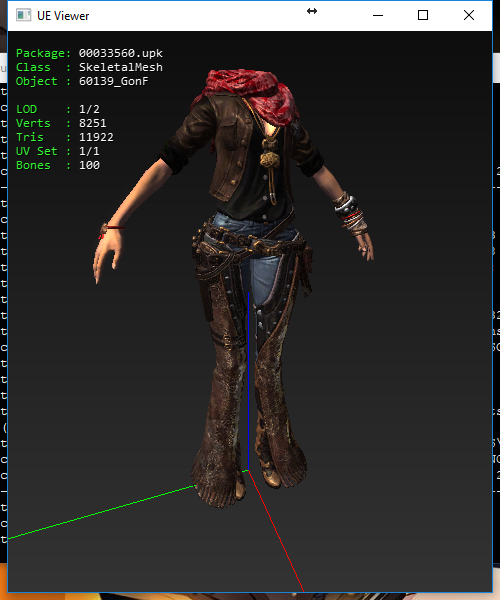 UE Viewer
Package: 00033560.upk
Class : SkeletalMesh
Object : 60139_GonF
LOD : 1/2
Verts : 8251
Tris : 11922
UV Set : 1/1
Bones : 100